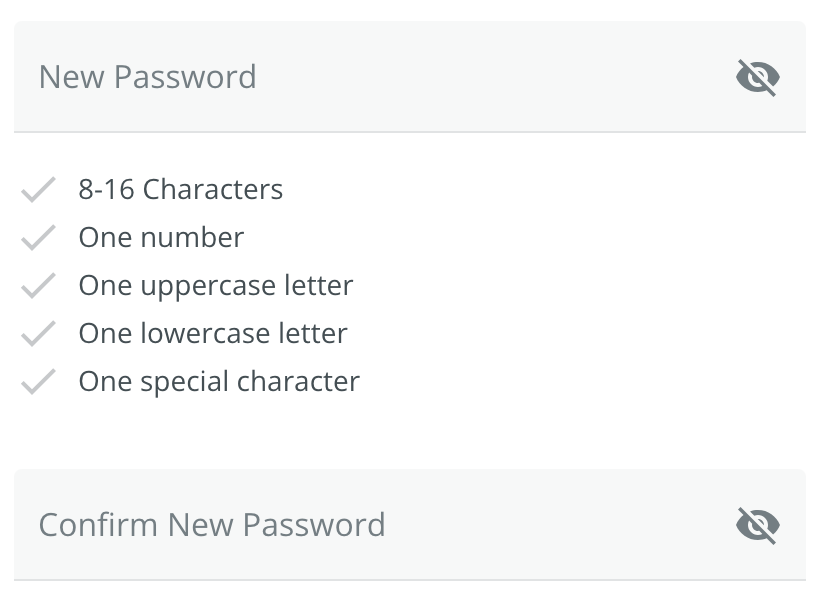 New Password
8-16 Characters
One number
One uppercase letter
One lowercase letter
One special character
Confirm New Password